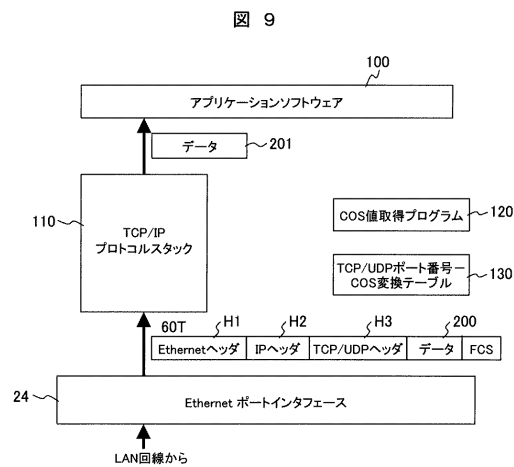 図 9
100
アプリケーションソフトウェア
データ
201
110
TCP/IP
プロトコルスタック
COS値取得プログラム
120
TCP/UDPポート番号－
COS変換テーブル
130
60T
H1
H2
H3
200
Ethernetヘッダ
IPヘッダ
TCP/UDPヘッダ
データ
FCS
24
Ethernet ポートインタフェース
LAN回線から